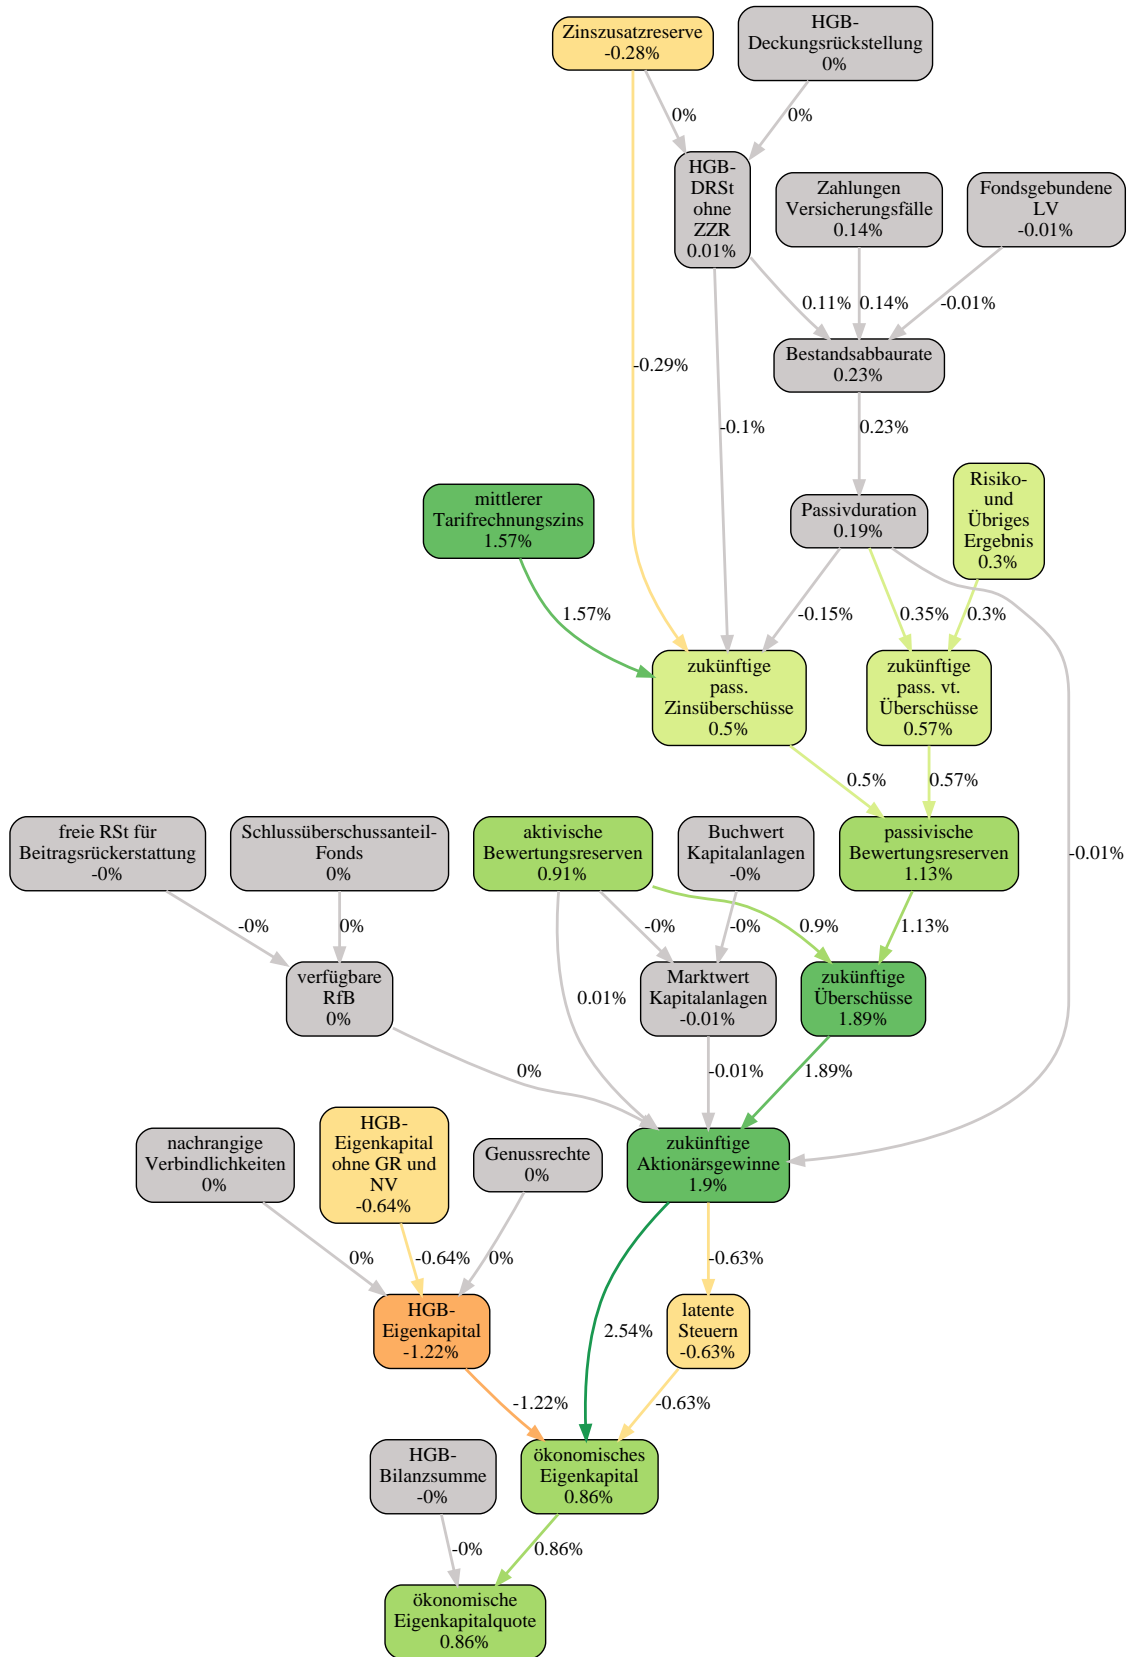 Zinszusatzreserve
-0.28%
HGB-
Deckungsrückstellung
0%
0%
0%
HGB-
DRSt
ohne
ZZR
0.01%
Zahlungen
Versicherungsfälle
0.14%
Fondsgebundene
LV
-0.01%
0.11%
0.14%
-0.01%
Bestandsabbaurate
0.23%
-0.29%
-0.1%
0.23%
mittlerer
Tarifrechnungszins
1.57%
Passivduration
0.19%
Risiko-
und
Übriges
Ergebnis
0.3%
1.57%
-0.15%
0.35%
0.3%
zukünftige
pass.
Zinsüberschüsse
0.5%
zukünftige
pass. vt.
Überschüsse
0.57%
0.5%
0.57%
freie RSt für
Beitragsrückerstattung
-0%
Schlussüberschussanteil-
Fonds
0%
aktivische
Bewertungsreserven
0.91%
Buchwert
Kapitalanlagen
-0%
passivische
Bewertungsreserven
1.13%
-0.01%
-0%
0%
-0%
-0%
0.9%
1.13%
verfügbare
RfB
0%
0.01%
Marktwert
Kapitalanlagen
-0.01%
zukünftige
Überschüsse
1.89%
0%
-0.01%
1.89%
nachrangige
Verbindlichkeiten
0%
HGB-
Eigenkapital
ohne GR und
NV
-0.64%
Genussrechte
0%
zukünftige
Aktionärsgewinne
1.9%
0%
-0.64%
0%
-0.63%
HGB-
Eigenkapital
-1.22%
2.54%
latente
Steuern
-0.63%
-1.22%
-0.63%
HGB-
Bilanzsumme
-0%
ökonomisches
Eigenkapital
0.86%
-0%
0.86%
ökonomische
Eigenkapitalquote
0.86%